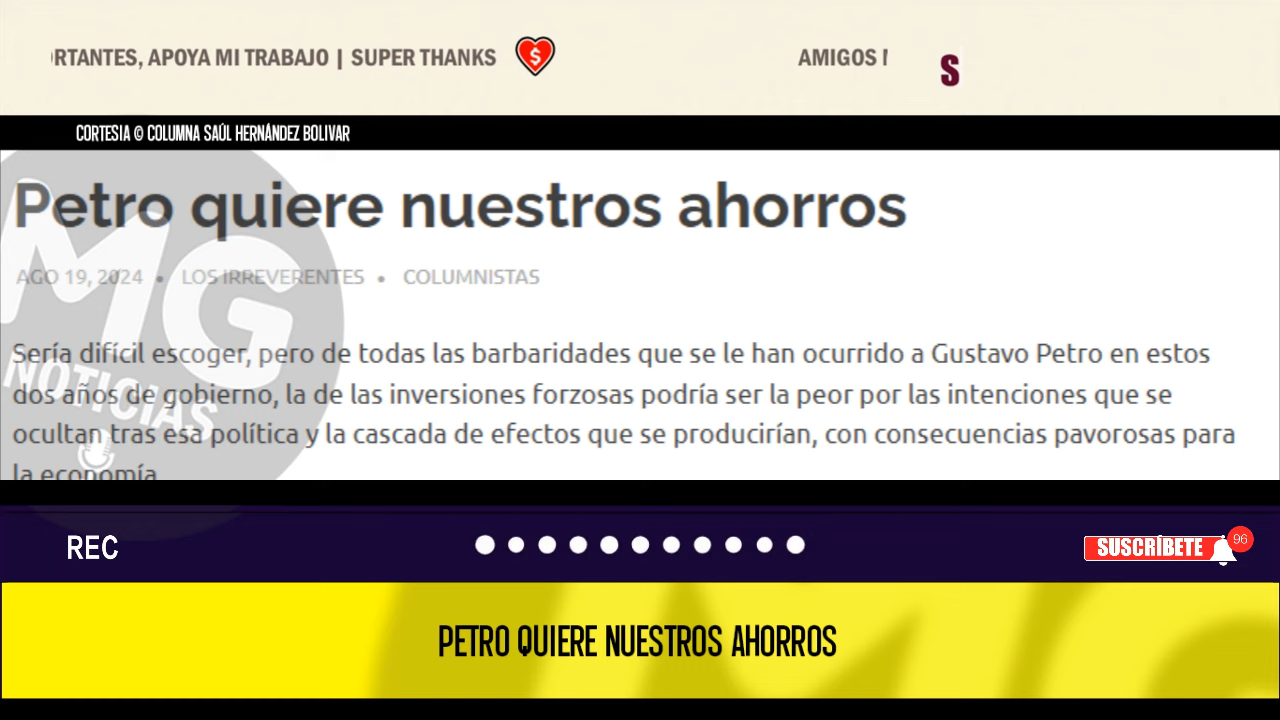 RTANTES, APOYA MI TRABAJO | SUPER THANKS $ AMIGOS S
CORTESIA © COLUMNA SAÚL HERNÁNDEZ BOLIVAR
Petro quiere nuestros ahorros
AGO 19, 2024 • LOS IRREVERENTES • COLUMNISTAS
Sería difícil escoger, pero de todas las barbaridades que se le han ocurrido a Gustavo Petro en estos
dos años de gobierno, la de las inversiones forzosas podría ser la peor por las intenciones que se
ocultan tras esa política y la cascada de efectos que se producirían, con consecuencias pavorosas para
la economía
MG
NOTICIAS
REC
SUSCRÍBETE 96
PETRO QUIERE NUESTROS AHORROS